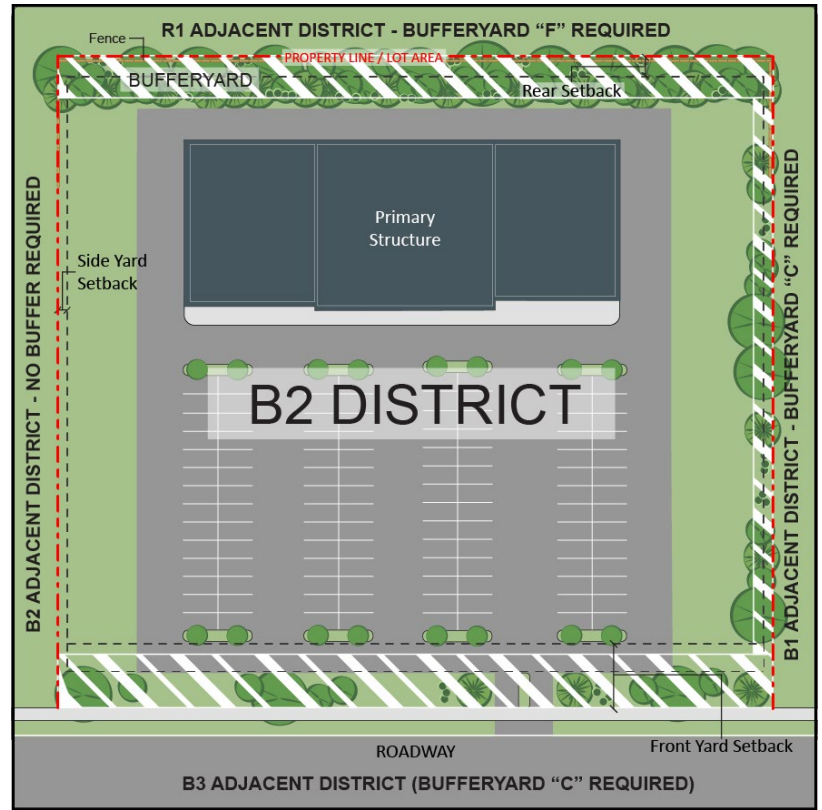 R1 ADJACENT DISTRICT - BUFFERYARD “F” REQUIRED
Fence
PROPERTY LINE / LOT AREA
BUFFERYARD
Rear Setback
Primary
Structure
B2 ADJACENT DISTRICT - NO BUFFER REQUIRED
Side Yard
Setback
B1 ADJACENT DISTRICT - BUFFERYARD “C” REQUIRED
B2 DISTRICT
ROADWAY
Front Yard Setback
B3 ADJACENT DISTRICT (BUFFERYARD “C” REQUIRED)